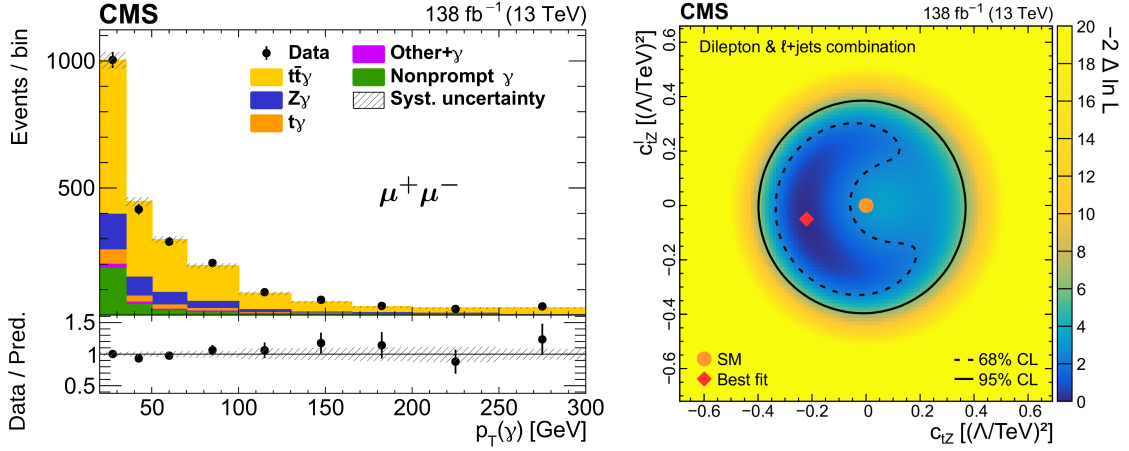 CMS 138 fb⁻¹ (13 TeV)
Events / bin
1000
500
Data
tt̄γ
Zγ
tγ
Other+γ
Nonprompt γ
Syst. uncertainty
μ⁺μ⁻
Data / Pred.
1.5
1
0.5
50 100 150 200 250 300
p_T(γ) [GeV]
CMS 138 fb⁻¹ (13 TeV)
Dilepton & ℓ+jets combination
c^I_tZ [(Λ/TeV)²]
0.6
0.4
0.2
0
−0.2
−0.4
−0.6
SM
Best fit
68% CL
95% CL
−0.6 −0.4 −0.2 0 0.2 0.4 0.6
c_tZ [(Λ/TeV)²]
20
18
16
14
12
10
8
6
4
2
0
−2 Δ ln L